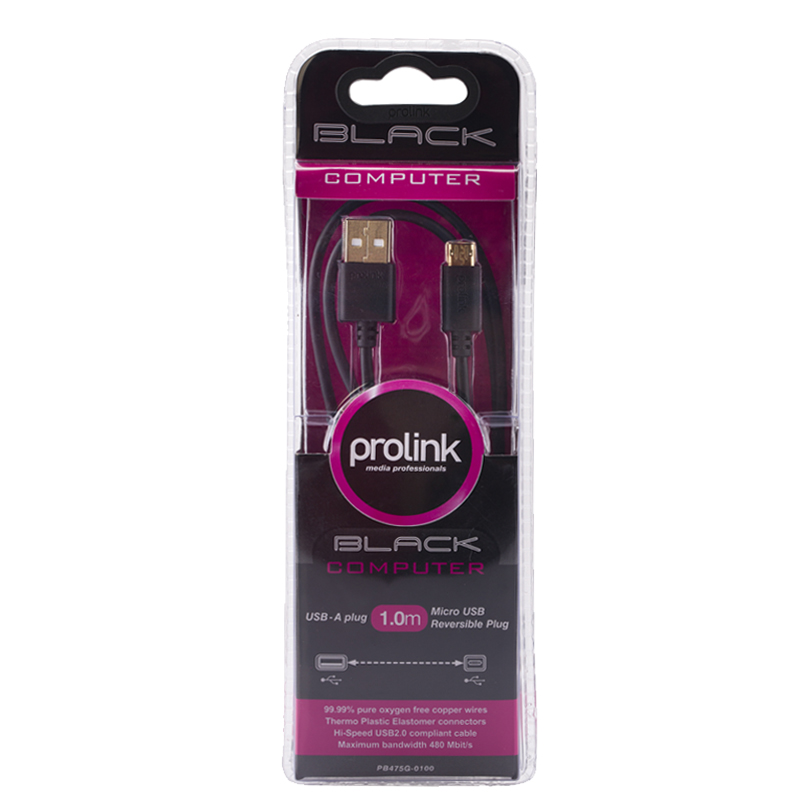 prolink
BLACK
COMPUTER
prolink
media professionals
BLACK
COMPUTER
USB-A plug 1.0m Micro USB
Reversible Plug
99.99% pure oxygen free copper wires
Thermo Plastic Elastomer connectors
Hi-Speed USB2.0 compliant cable
Maximum bandwidth 480 Mbit/s
PB475G-0100